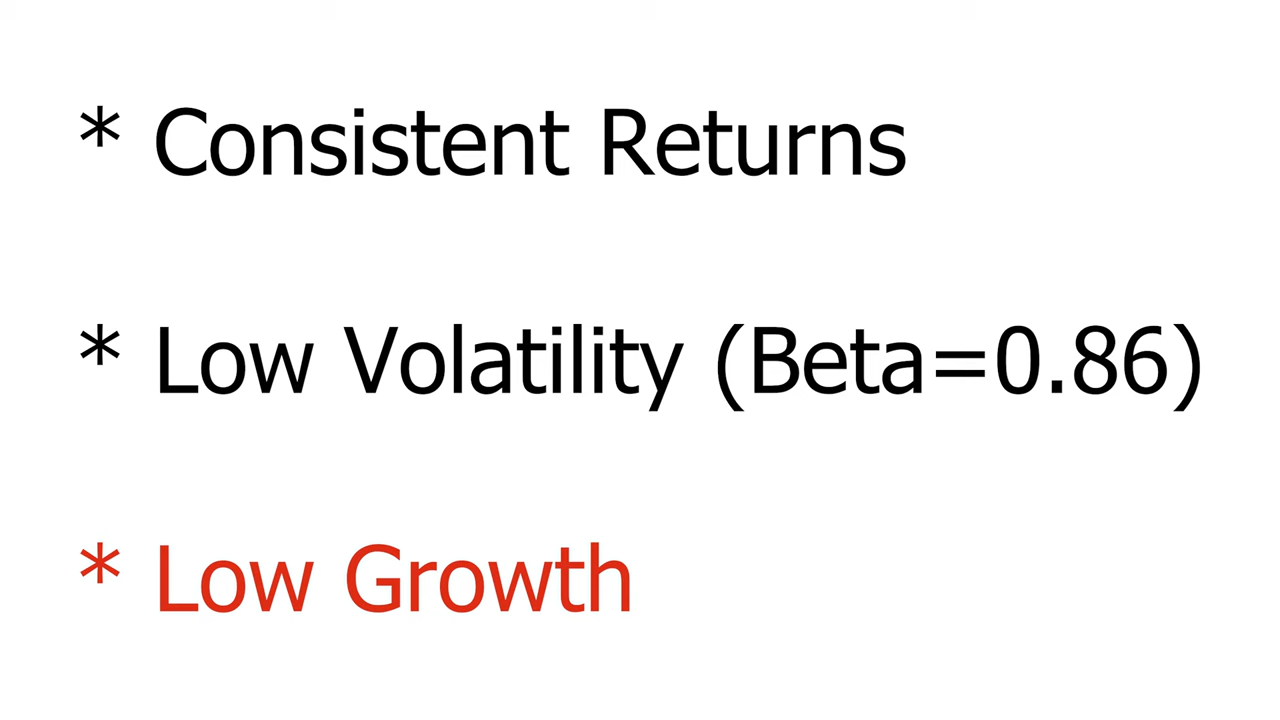 * Consistent Returns
* Low Volatility (Beta=0.86)
* Low Growth